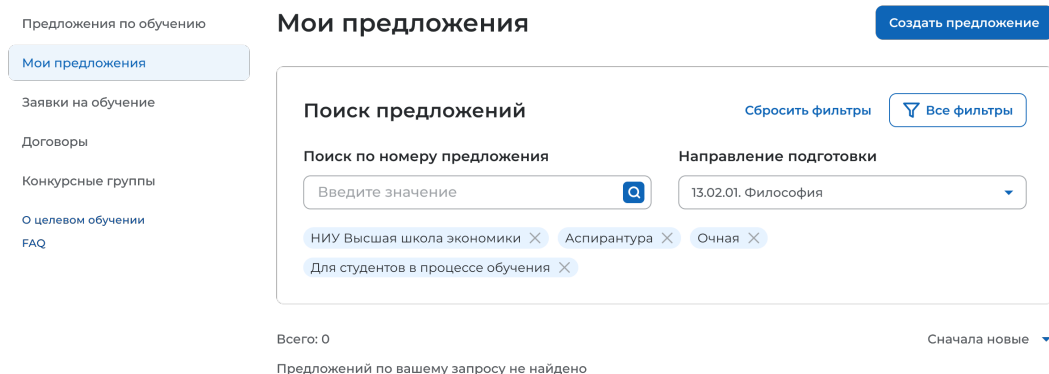 Предложения по обучению
Мои предложения
Заявки на обучение
Договоры
Конкурсные группы
О целевом обучении
FAQ
Мои предложения
Создать предложение
Поиск предложений
Сбросить фильтры
Все фильтры
Поиск по номеру предложения
Направление подготовки
Введите значение
13.02.01. Философия
НИУ Высшая школа экономики
Аспирантура
Очная
Для студентов в процессе обучения
Всего: 0
Сначала новые
Предложений по вашему запросу не найдено